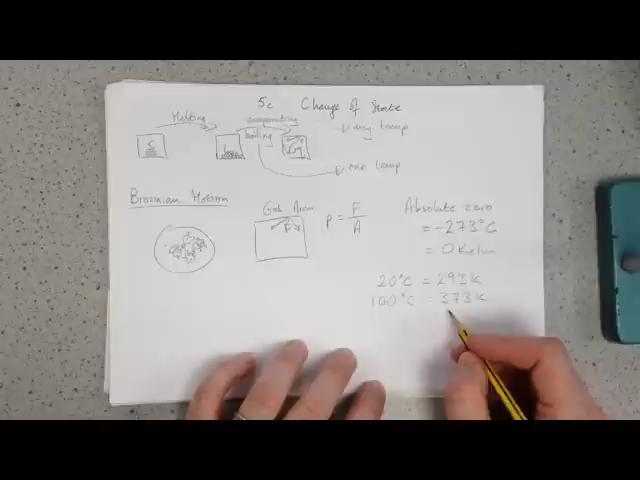 5c Change of State
Melting
evaporating
boiling
any temp
one temp
S
L
G
Brownian Motion
Gas
F
P = F/A
Absolute zero
= -273°C
= 0 Kelvin
20°C = 293K
100°C = 373K